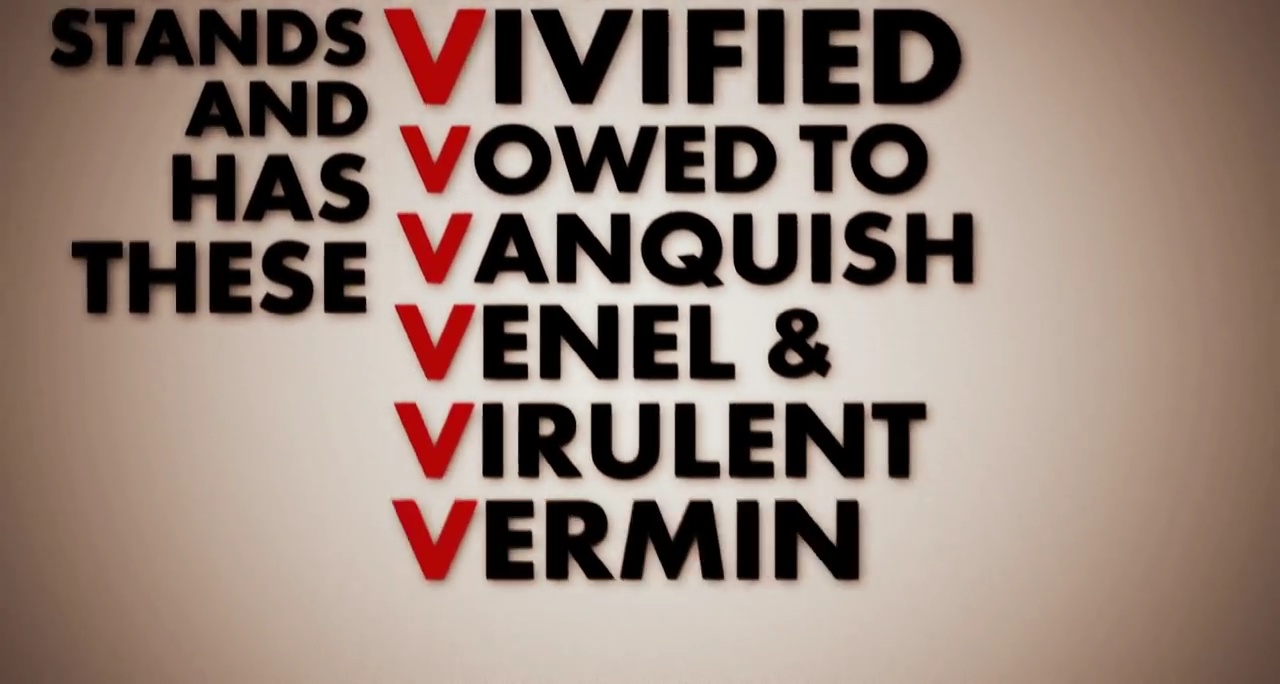 STANDS VIVIFIED
AND
HAS VOWED TO
THESE VANQUISH
VENEL &
VIRULENT
VERMIN